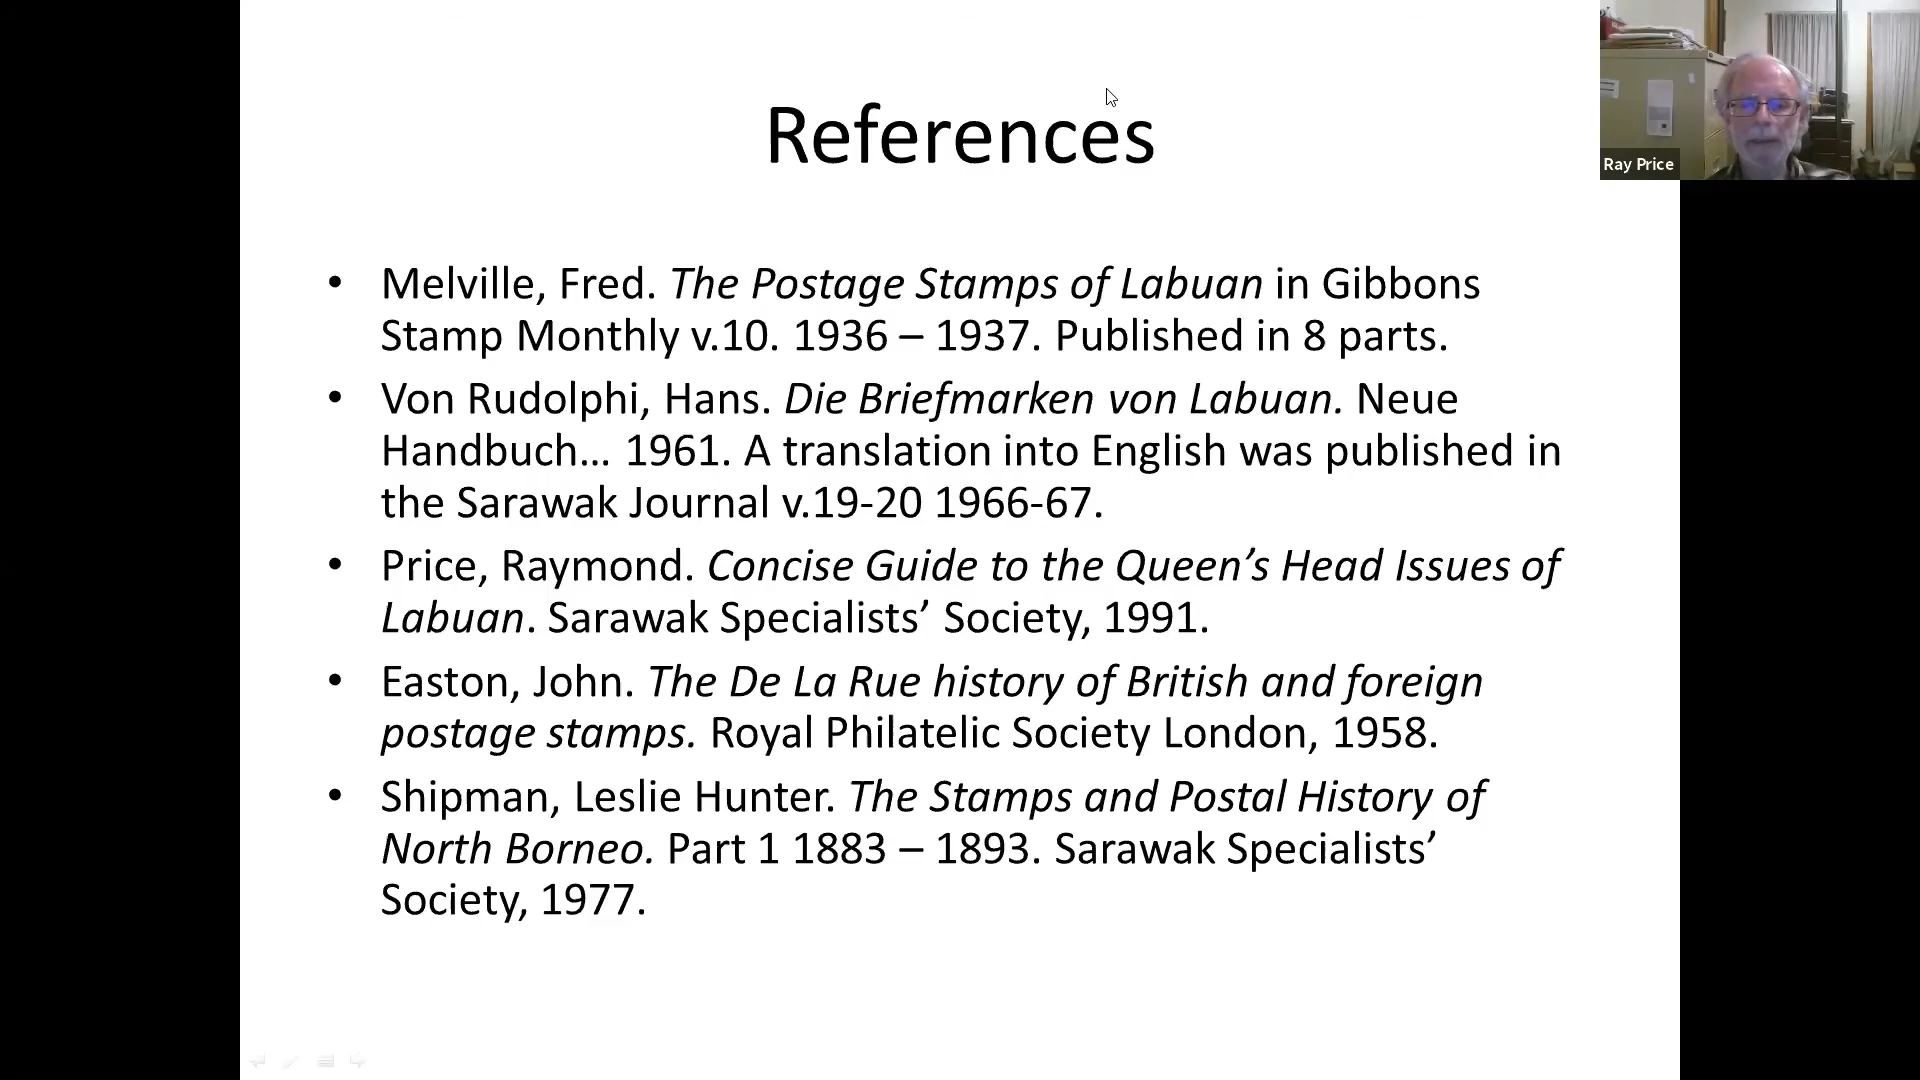 References
Ray Price
• Melville, Fred. The Postage Stamps of Labuan in Gibbons
Stamp Monthly v.10. 1936 – 1937. Published in 8 parts.
• Von Rudolphi, Hans. Die Briefmarken von Labuan. Neue
Handbuch... 1961. A translation into English was published in
the Sarawak Journal v.19-20 1966-67.
• Price, Raymond. Concise Guide to the Queen’s Head Issues of
Labuan. Sarawak Specialists’ Society, 1991.
• Easton, John. The De La Rue history of British and foreign
postage stamps. Royal Philatelic Society London, 1958.
• Shipman, Leslie Hunter. The Stamps and Postal History of
North Borneo. Part 1 1883 – 1893. Sarawak Specialists’
Society, 1977.